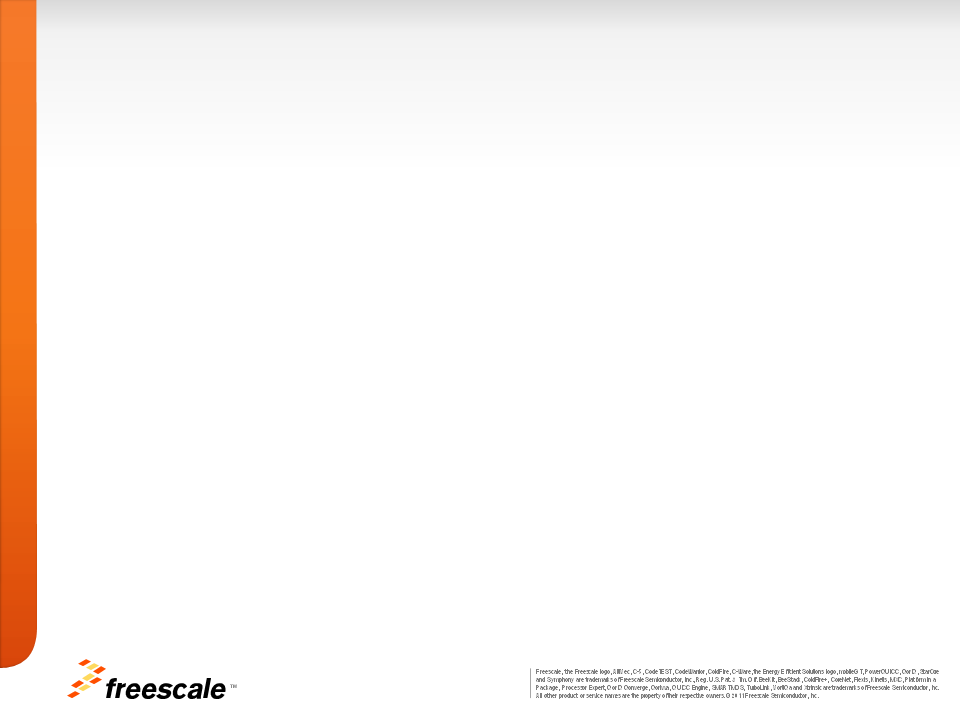 freescale ™
Freescale, the Freescale logo, AltiVec, C-5, CodeTEST, CodeWarrior, ColdFire, C-Ware, the Energy Efficient Solutions logo, mobileGT, PowerQUICC, QorIQ, StarCore
and Symphony are trademarks of Freescale Semiconductor, Inc., Reg. U.S. Pat. & Tm. Off. BeeKit, BeeStack, ColdFire+, CoreNet, Flexis, Kinetis, MXC, Platform in a
Package, Processor Expert, QorIQ Qonverge, Qorivva, QUICC Engine, SMARTMOS, TurboLink, VortiQa and Xtrinsic are trademarks of Freescale Semiconductor, Inc.
All other product or service names are the property of their respective owners. © 2011 Freescale Semiconductor, Inc.